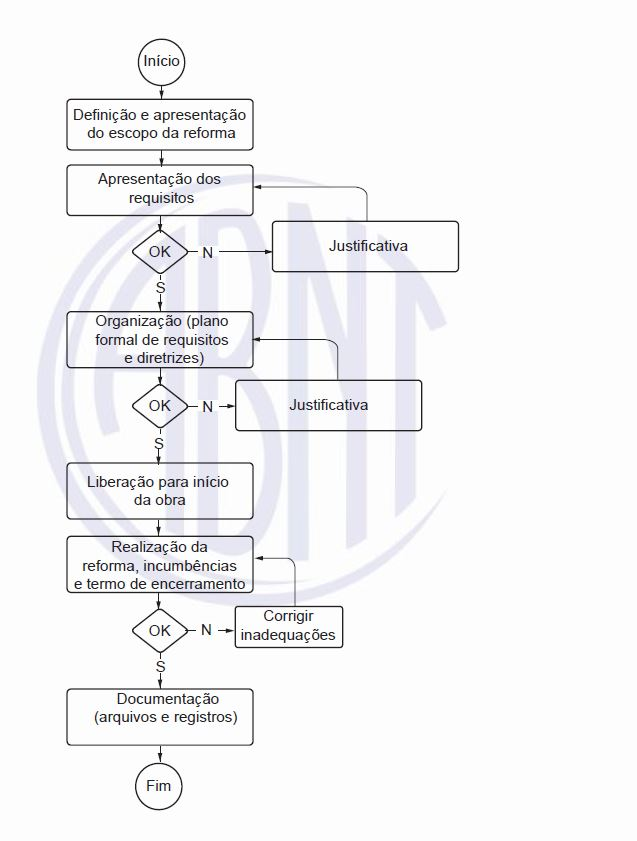 Início
Definição e apresentação
do escopo da reforma
Apresentação dos
requisitos
OK
N
Justificativa
S
Organização (plano
formal de requisitos
e diretrizes)
OK
N
Justificativa
S
Liberação para início
da obra
Realização da
reforma, incumbências
e termo de encerramento
OK
N
Corrigir
inadequações
S
Documentação
(arquivos e registros)
Fim
ABNT